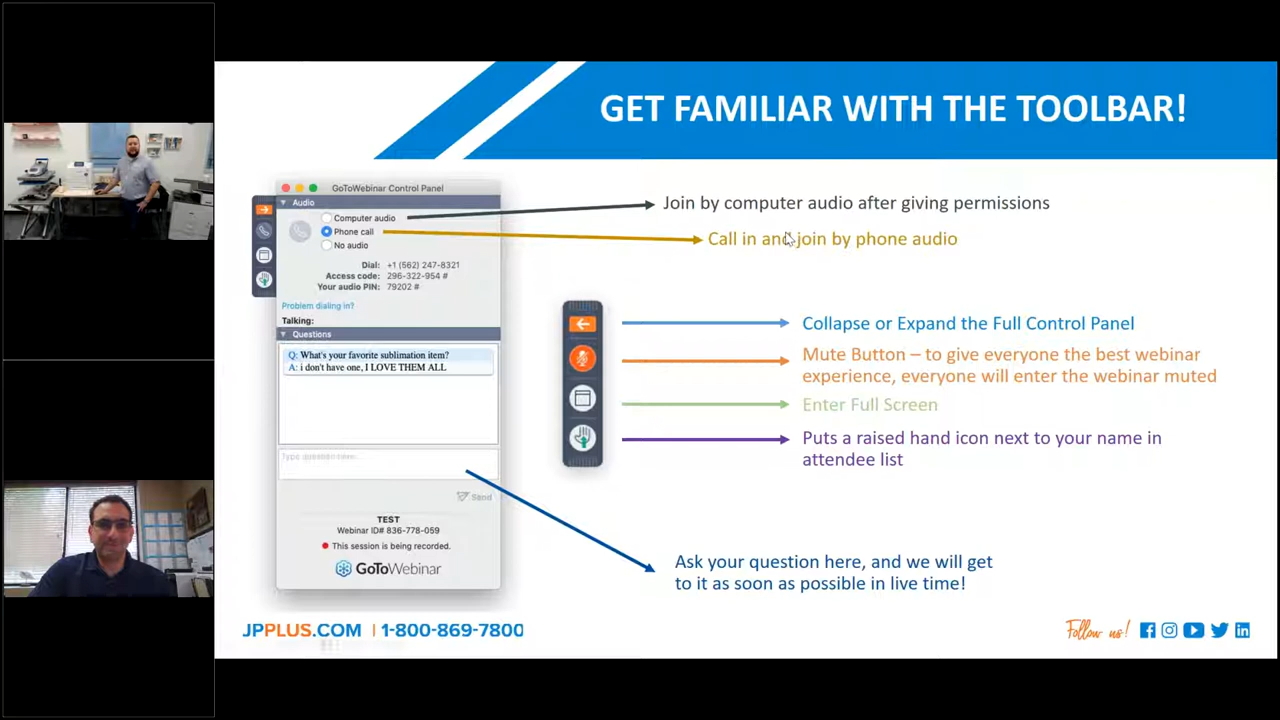 GET FAMILIAR WITH THE TOOLBAR!
GoToWebinar Control Panel
Audio
Computer audio
Phone call
No audio
Dial: +1 (562) 247-8321
Access code: 296-322-954 #
Your audio PIN: 79202 #
Problem dialing in?
Talking:
Questions
Q: What's your favorite sublimation item?
A: i don't have one, I LOVE THEM ALL
Type question here.
Send
TEST
Webinar ID# 836-778-059
This session is being recorded.
GoToWebinar
Join by computer audio after giving permissions
Call in and join by phone audio
Collapse or Expand the Full Control Panel
Mute Button – to give everyone the best webinar
experience, everyone will enter the webinar muted
Enter Full Screen
Puts a raised hand icon next to your name in
attendee list
Ask your question here, and we will get
to it as soon as possible in live time!
JPPLUS.COM | 1-800-869-7800
Follow us!